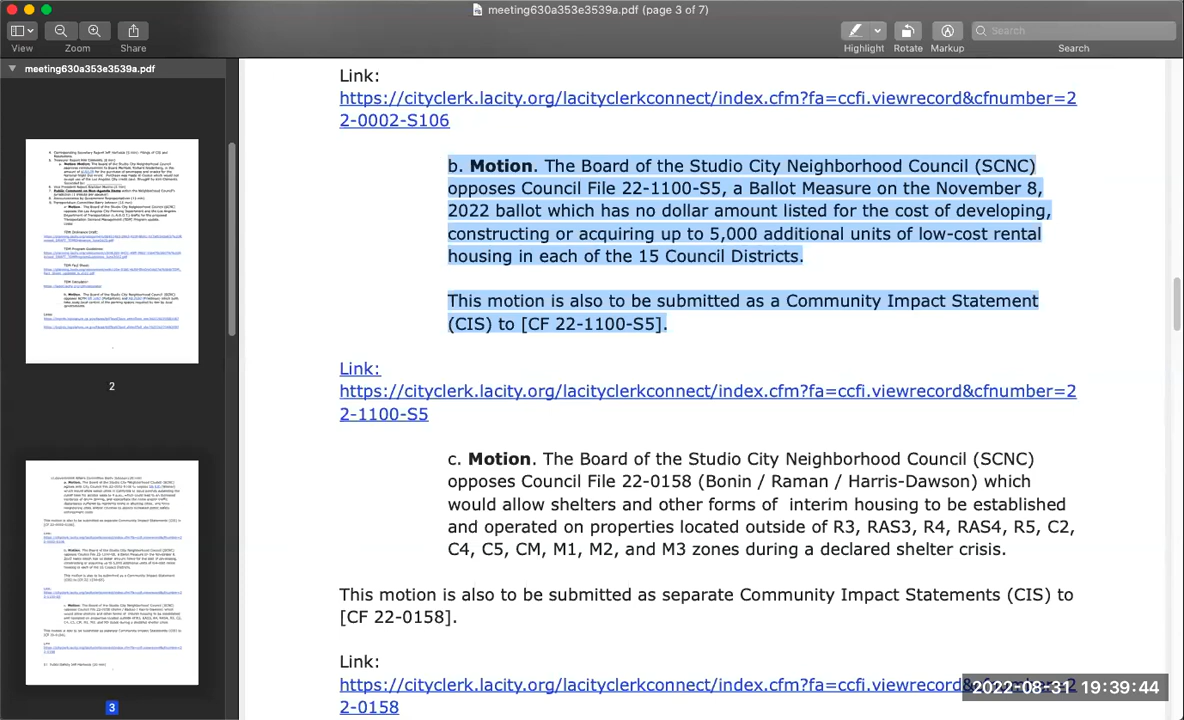 meeting630a353e3539a.pdf (page 3 of 7)
View
Zoom
Share
Highlight
Rotate
Markup
Search
Search
meeting630a353e3539a.pdf
2
3
Link:
https://cityclerk.lacity.org/lacityclerkconnect/index.cfm?fa=ccfi.viewrecord&cfnumber=2
2-0002-S106
b. Motion. The Board of the Studio City Neighborhood Council (SCNC)
opposes Council File 22-1100-S5, a Ballot Measure on the November 8,
2022 ballot which has no dollar amount listed for the cost of developing,
constructing or acquiring up to 5,000 additional units of low-cost rental
housing in each of the 15 Council Districts.
This motion is also to be submitted as a Community Impact Statement
(CIS) to [CF 22-1100-S5].
Link:
https://cityclerk.lacity.org/lacityclerkconnect/index.cfm?fa=ccfi.viewrecord&cfnumber=2
2-1100-S5
c. Motion. The Board of the Studio City Neighborhood Council (SCNC)
opposes Council File 22-0158 (Bonin / Raman / Harris-Dawson) which
would allow shelters and other forms of interim housing to be established
and operated on properties located outside of R3, RAS3, R4, RAS4, R5, C2,
C4, C5, CM, M1, M2, and M3 zones during a declared shelter crisis.
This motion is also to be submitted as separate Community Impact Statements (CIS) to
[CF 22-0158].
Link:
https://cityclerk.lacity.org/lacityclerkconnect/index.cfm?fa=ccfi.viewrecord&cfnumber=2
2-0158
2022-08-31 19:39:44